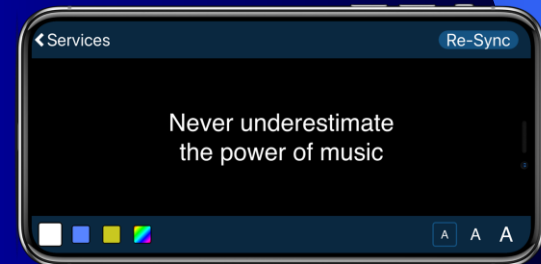 Services
Re-Sync
Never underestimate
the power of music
A A A